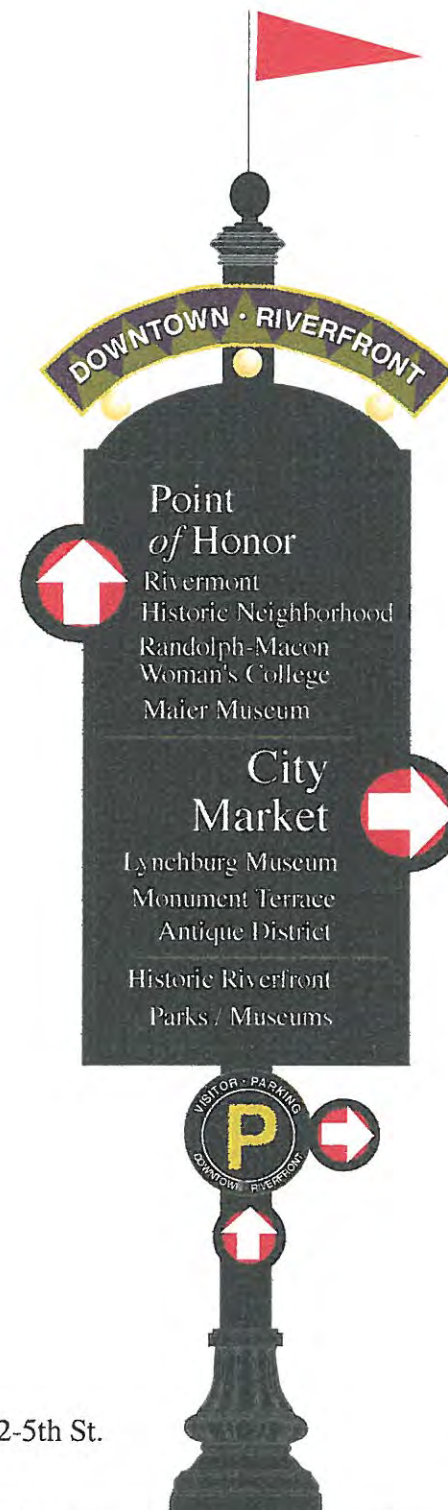 DOWNTOWN · RIVERFRONT
Point
of Honor
Rivermont
Historic Neighborhood
Randolph-Macon
Woman's College
Maier Museum
City
Market
Lynchburg Museum
Monument Terrace
Antique District
Historic Riverfront
Parks / Museums
VISITOR · PARKING
P
DOWNTOWN · RIVERFRONT
2-5th St.